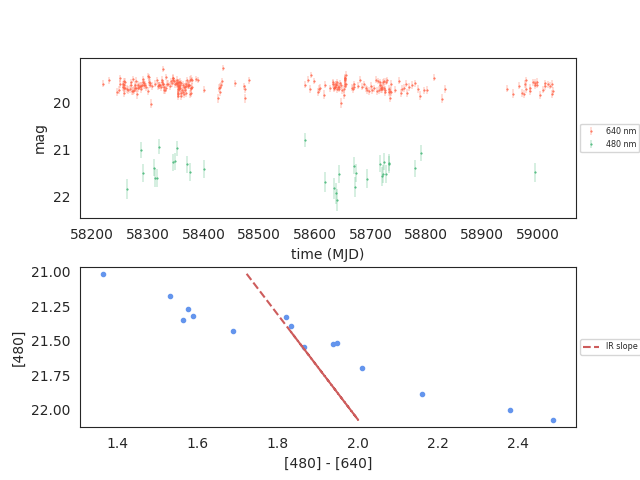 20
21
22
mag
58200 58300 58400 58500 58600 58700 58800 58900 59000
time (MJD)
640 nm
480 nm
21.00
21.25
21.50
21.75
22.00
[480]
1.4 1.6 1.8 2.0 2.2 2.4
[480] - [640]
IR slope